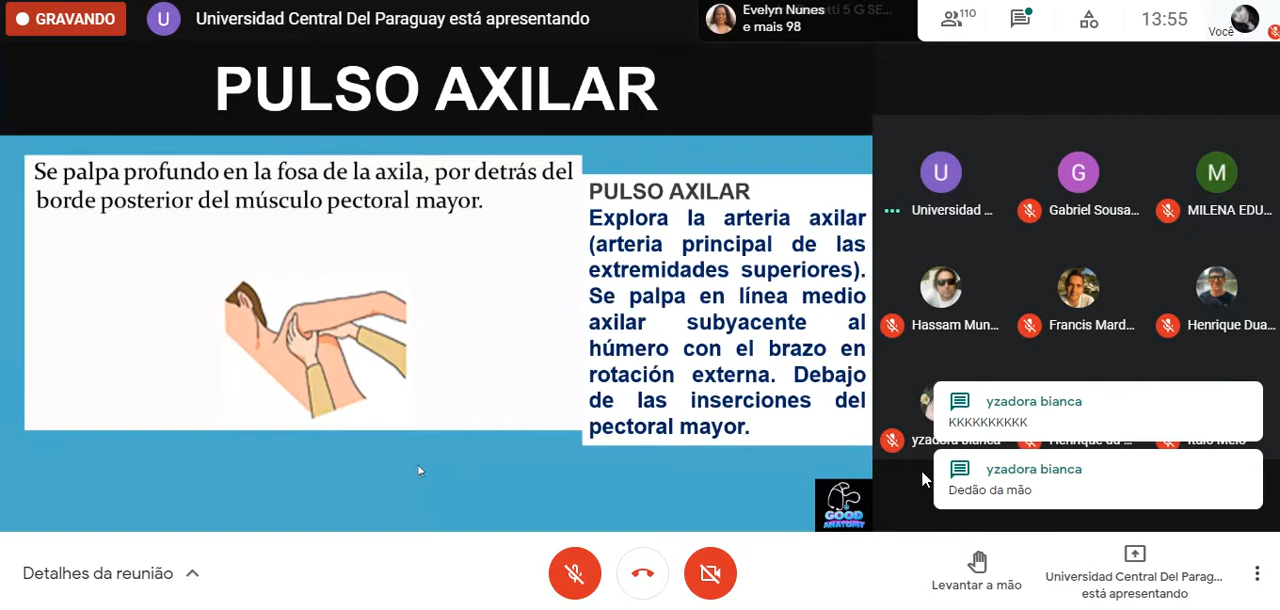 GRAVANDO
U
Universidad Central Del Paraguay está apresentando
Evelyn Nunes
e mais 98
110
13:55
Você
PULSO AXILAR
Se palpa profundo en la fosa de la axila, por detrás del
borde posterior del músculo pectoral mayor.
PULSO AXILAR
Explora la arteria axilar
(arteria principal de las
extremidades superiores).
Se palpa en línea medio
axilar subyacente al
húmero con el brazo en
rotación externa. Debajo
de las inserciones del
pectoral mayor.
GOOD
ANATOMY
U
G
M
Universidad ...
Gabriel Sousa...
MILENA EDU...
Hassam Mun...
Francis Mard...
Henrique Dua...
yzadora bianca
KKKKKKKKKK
yzadora bianca
yzadora bianca
Dedão da mão
Detalhes da reunião
Levantar a mão
Universidad Central Del Parag...
está apresentando